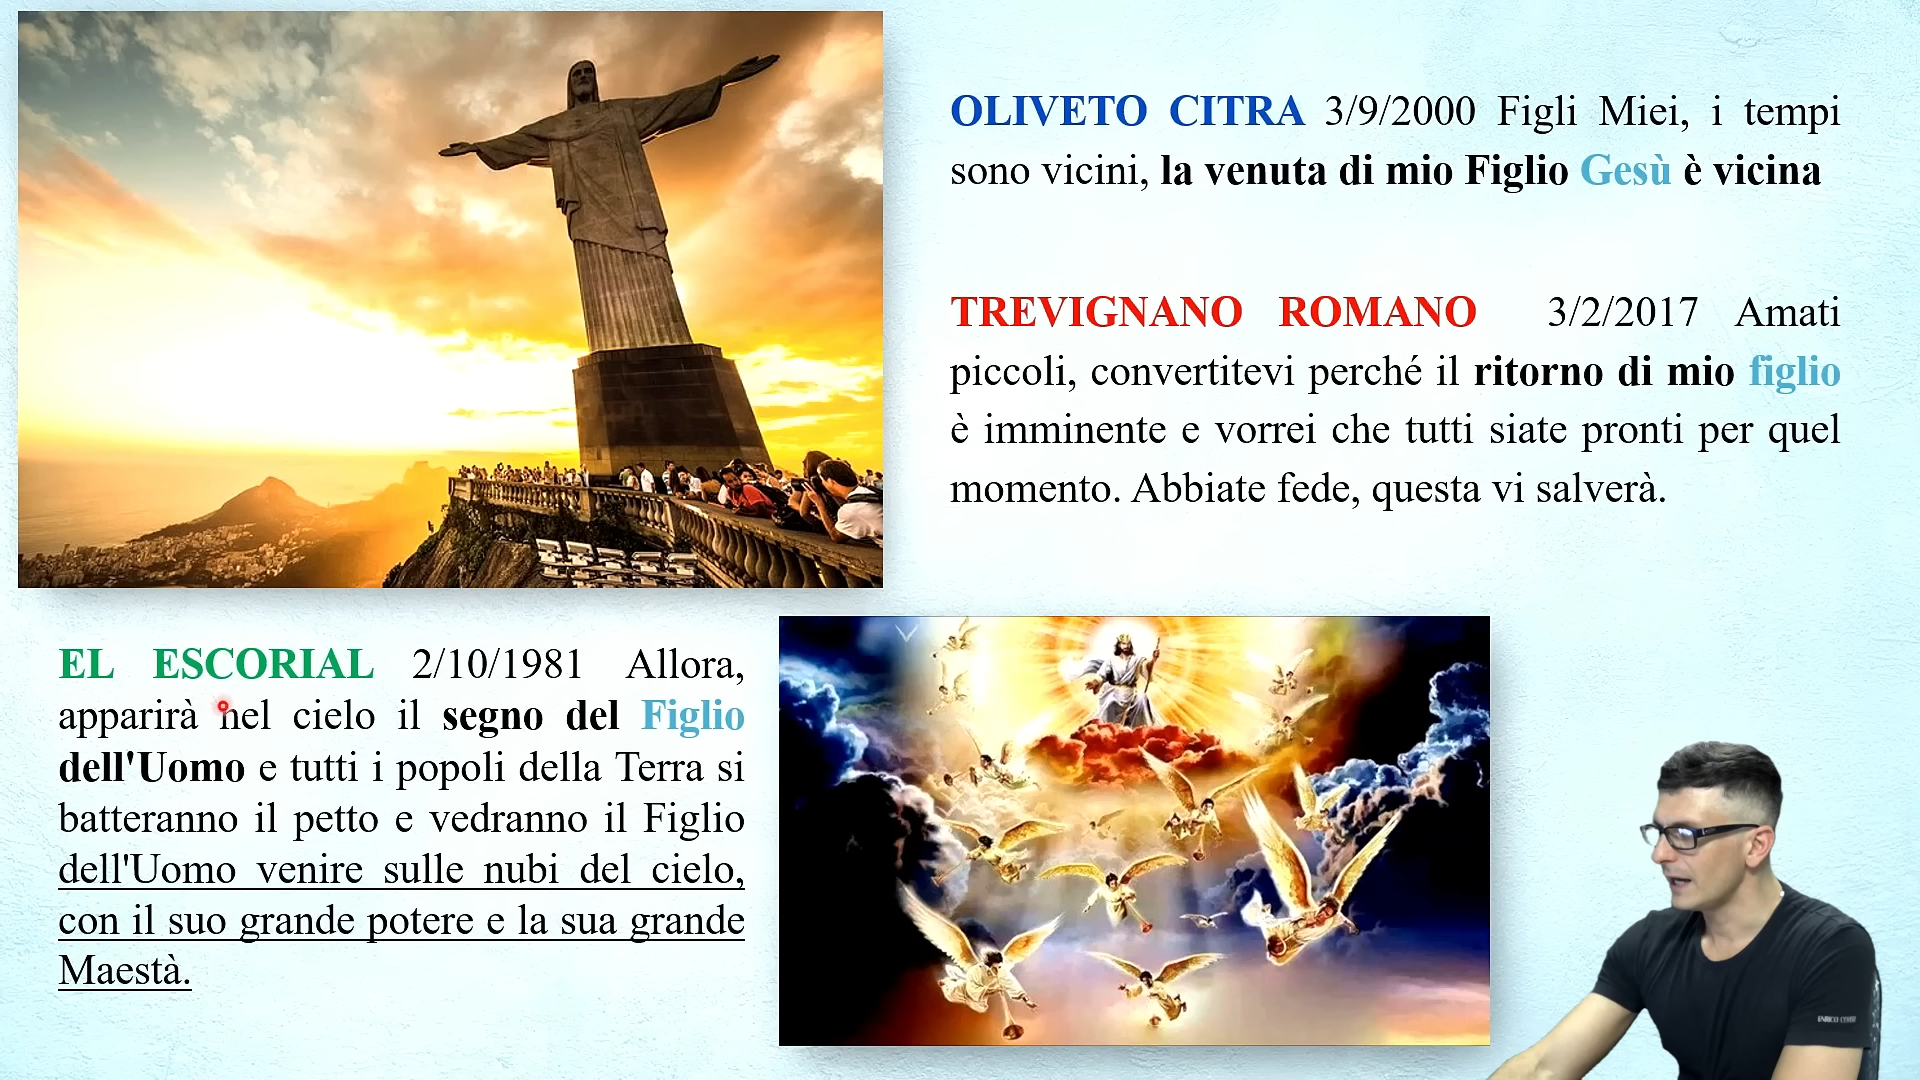 OLIVETO CITRA 3/9/2000 Figli Miei, i tempi
sono vicini, la venuta di mio Figlio Gesù è vicina
TREVIGNANO ROMANO 3/2/2017 Amati
piccoli, convertitevi perché il ritorno di mio figlio
è imminente e vorrei che tutti siate pronti per quel
momento. Abbiate fede, questa vi salverà.
EL ESCORIAL 2/10/1981 Allora,
apparirà nel cielo il segno del Figlio
dell'Uomo e tutti i popoli della Terra si
batteranno il petto e vedranno il Figlio
dell'Uomo venire sulle nubi del cielo,
con il suo grande potere e la sua grande
Maestà.